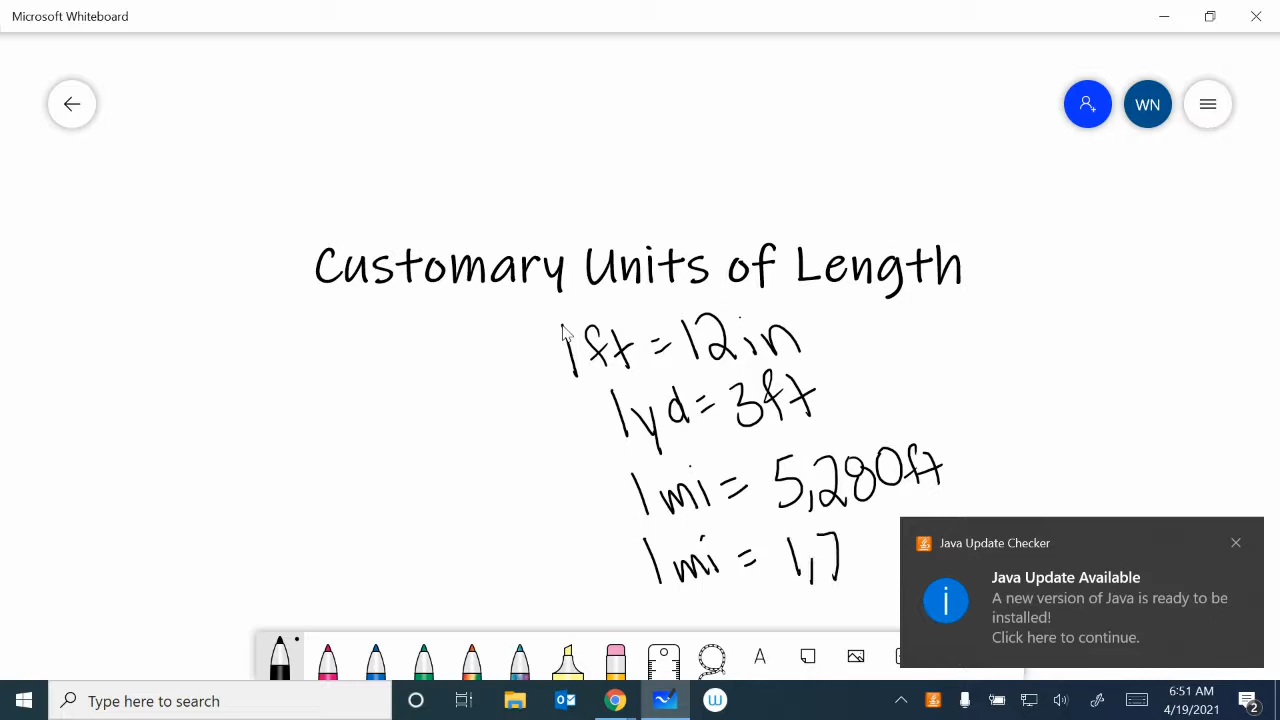 Microsoft Whiteboard
WN
Customary Units of Length
1ft = 12in
1yd = 3ft
1mi = 5,280ft
1mi = 1,7
Java Update Checker
Java Update Available
A new version of Java is ready to be
installed!
Click here to continue.
A
Type here to search
6:51 AM
4/19/2021
2